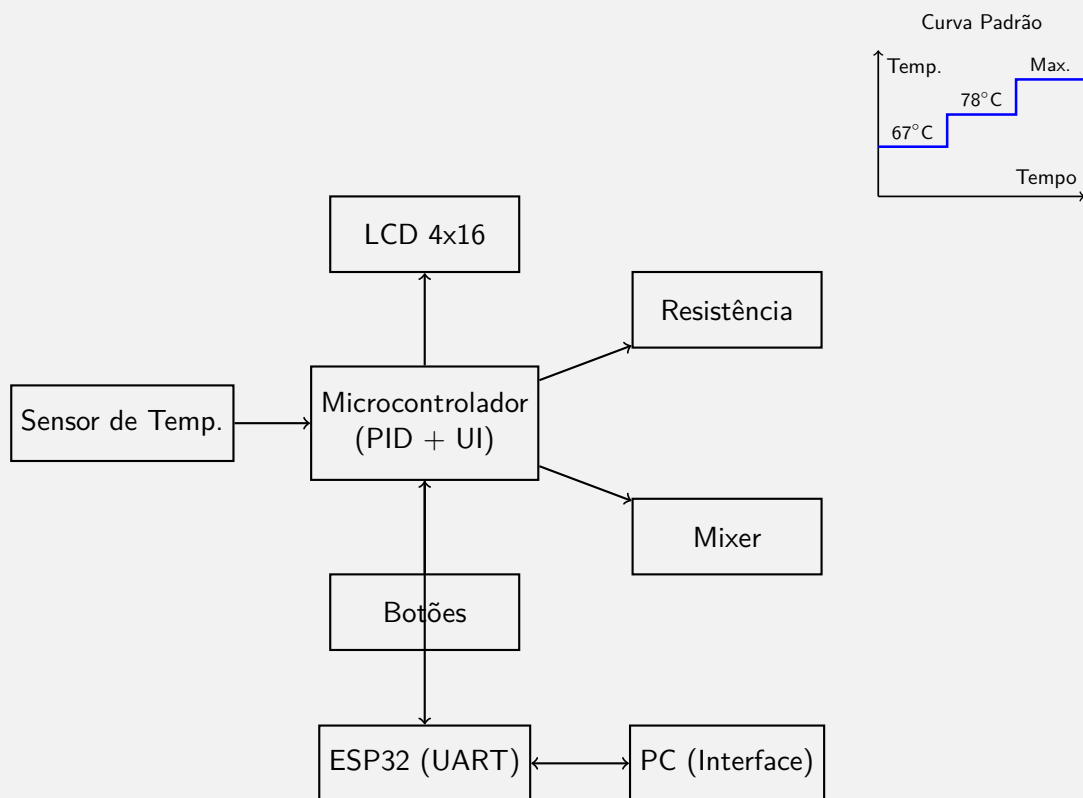 Curva Padrão
Temp.
Max.
78°C
67°C
Tempo
LCD 4x16
Resistência
Sensor de Temp.
Microcontrolador
(PID + UI)
Mixer
Botões
ESP32 (UART)
PC (Interface)